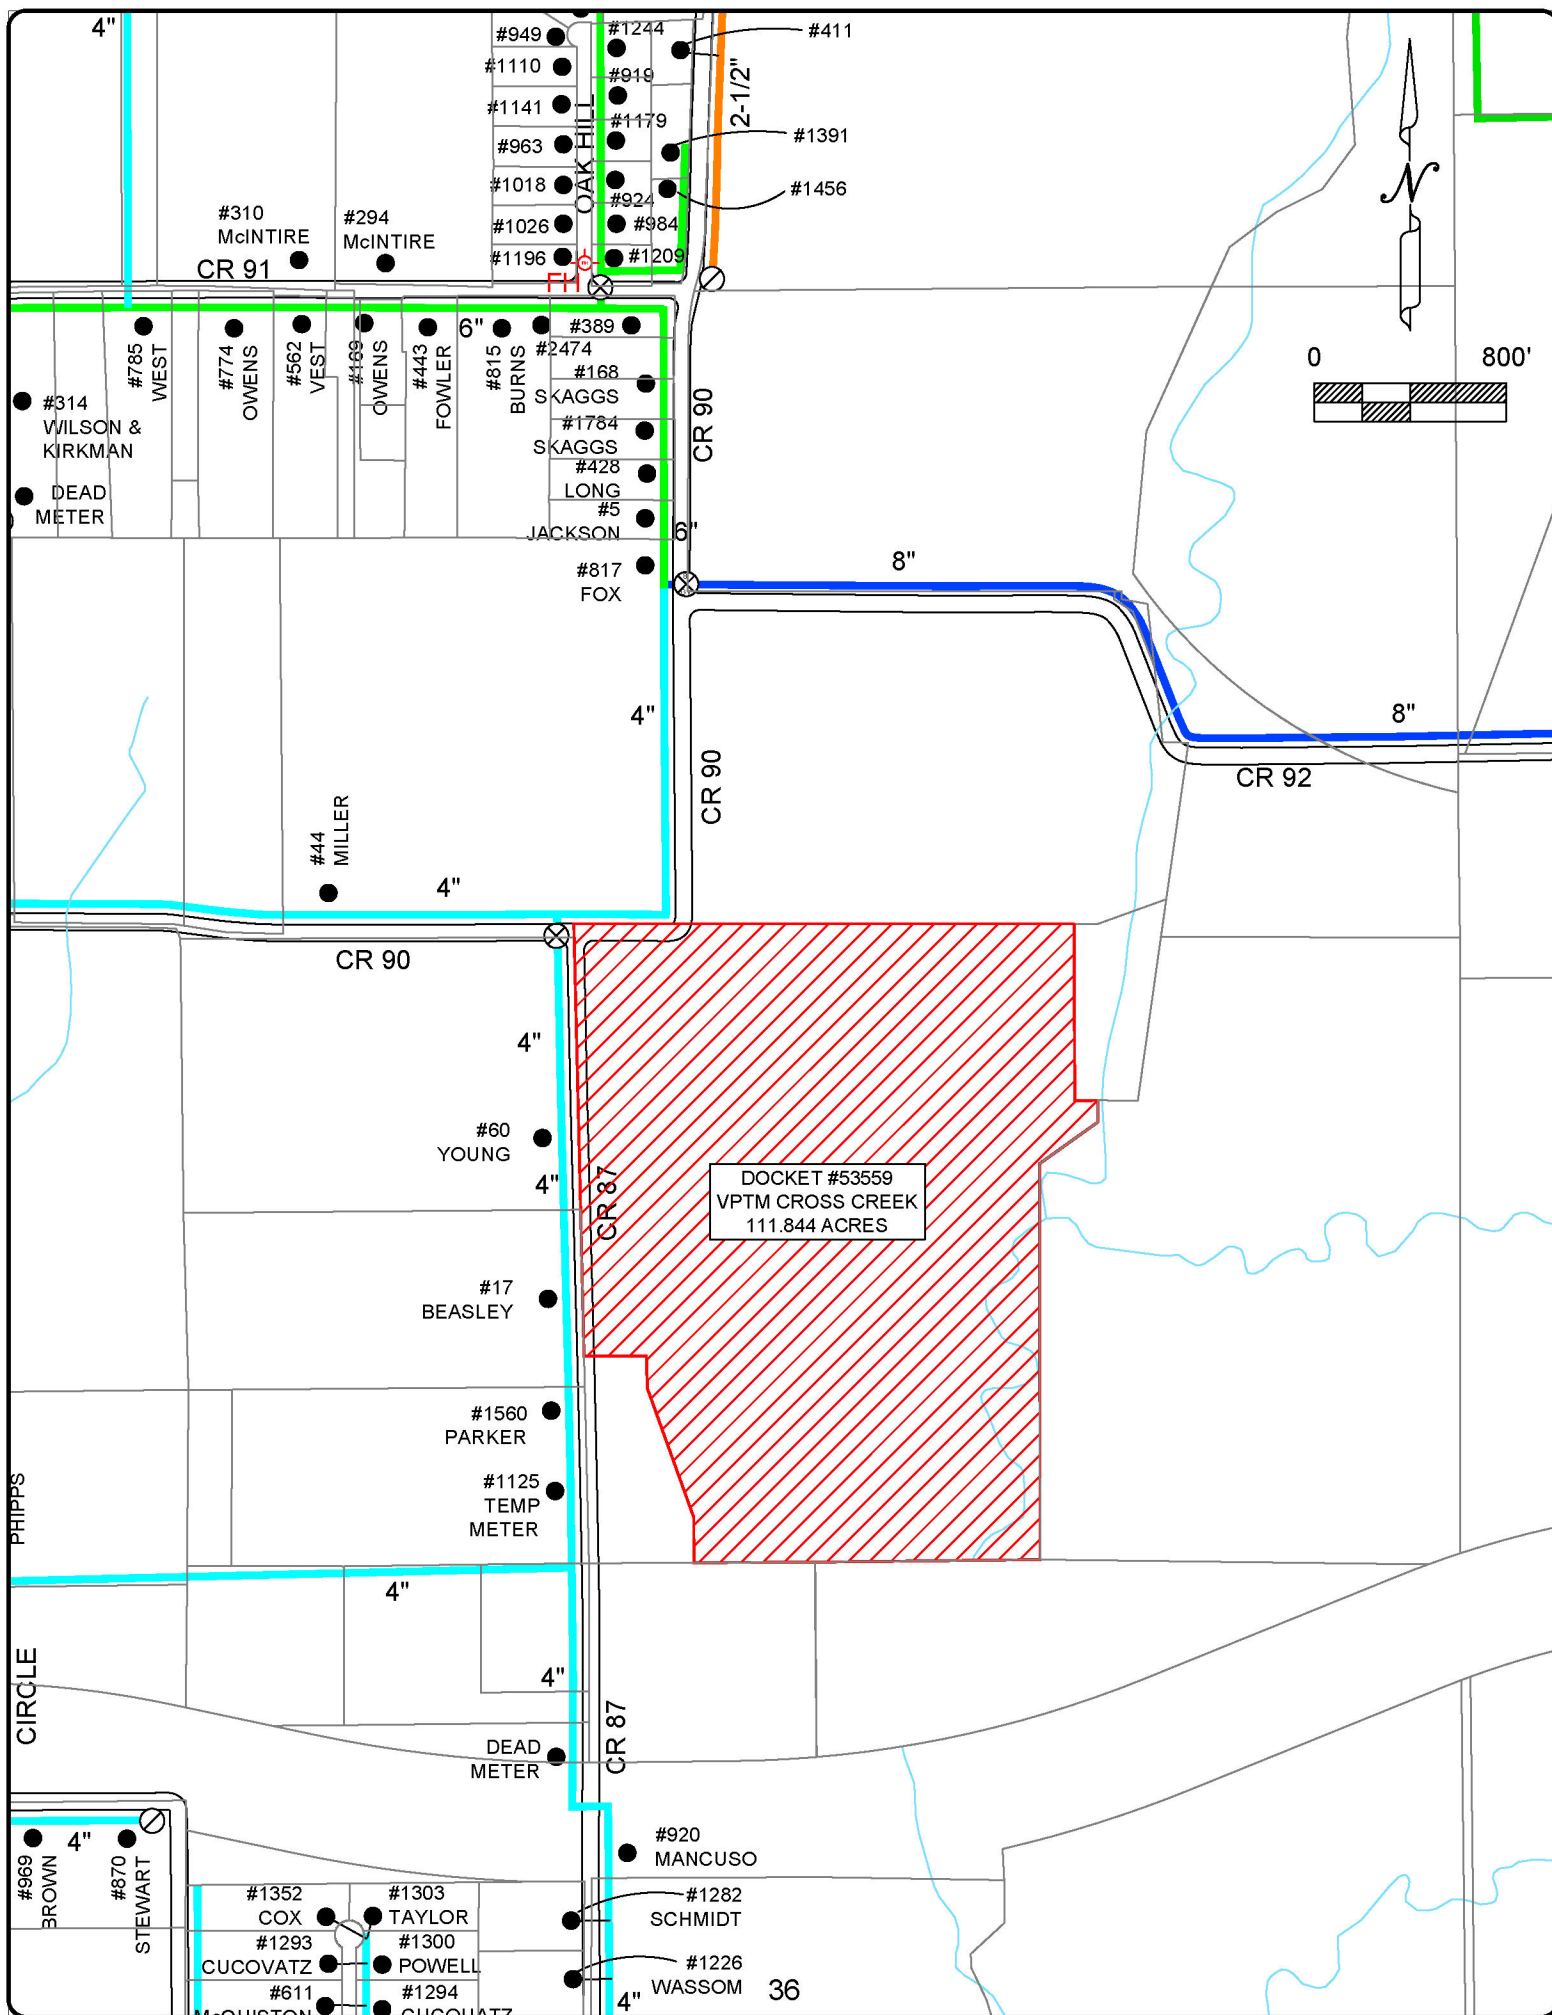 4"
#949
#1244
#411
#1110
#919
2-1/2"
#1141
#1179
#1391
#963
OAK HILL
#1018
#924
#1456
N
#310
McINTIRE
#294
McINTIRE
#1026
#984
#1196
#1209
CR 91
FH
6"
#389
#2474
#785
WEST
#774
OWENS
#562
VEST
#169
OWENS
#443
FOWLER
#815
BURNS
0
800'
#168
SKAGGS
CR 90
#314
WILSON &
KIRKMAN
#1784
SKAGGS
#428
LONG
DEAD
METER
#5
JACKSON
6"
#817
FOX
8"
4"
8"
CR 90
CR 92
#44
MILLER
4"
CR 90
4"
#60
YOUNG
4"
CR 87
DOCKET #53559
VPTM CROSS CREEK
111.844 ACRES
#17
BEASLEY
#1560
PARKER
#1125
TEMP
METER
PHIPPS
4"
4"
CIRCLE
CR 87
DEAD
METER
4"
#969
BROWN
#870
STEWART
#920
MANCUSO
#1352
COX
#1303
TAYLOR
#1282
SCHMIDT
#1293
CUCOVATZ
#1300
POWELL
#1226
WASSOM
36
#611
McQUISTON
#1294
CUCOUATZ
4"